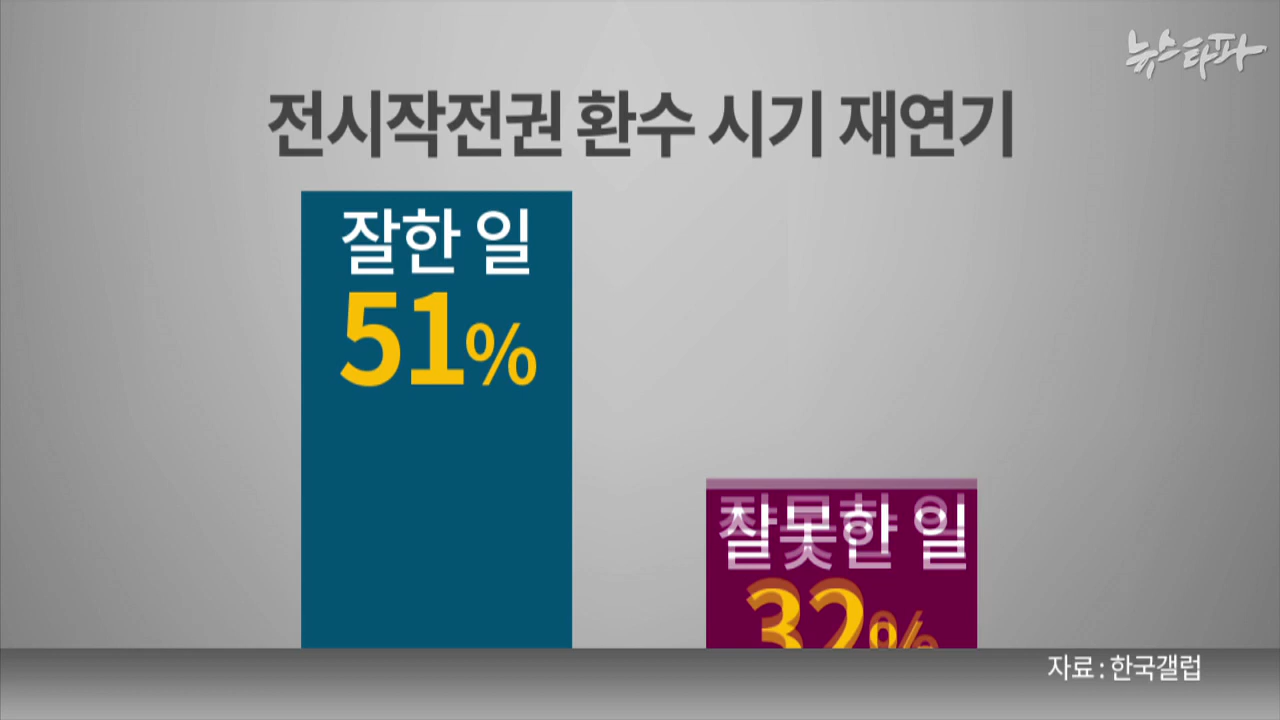 뉴스타파
전시작전권 환수 시기 재연기
잘한 일
51%
잘못한 일
32%
자료 : 한국갤럽